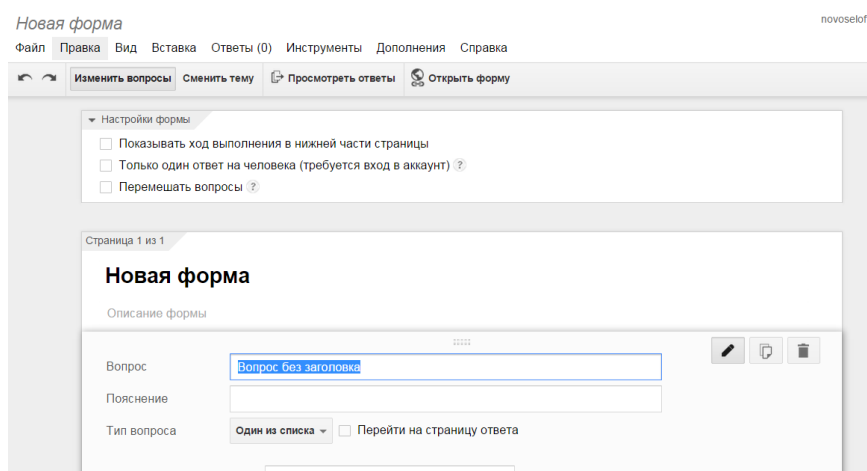 Новая форма
novoselof
Файл Правка Вид Вставка Ответы (0) Инструменты Дополнения Справка
Изменить вопросы Сменить тему Просмотреть ответы Открыть форму
Настройки формы
Показывать ход выполнения в нижней части страницы
Только один ответ на человека (требуется вход в аккаунт) ?
Перемешать вопросы ?
Страница 1 из 1
Новая форма
Описание формы
Вопрос Вопрос без заголовка
Пояснение
Тип вопроса Один из списка Перейти на страницу ответа